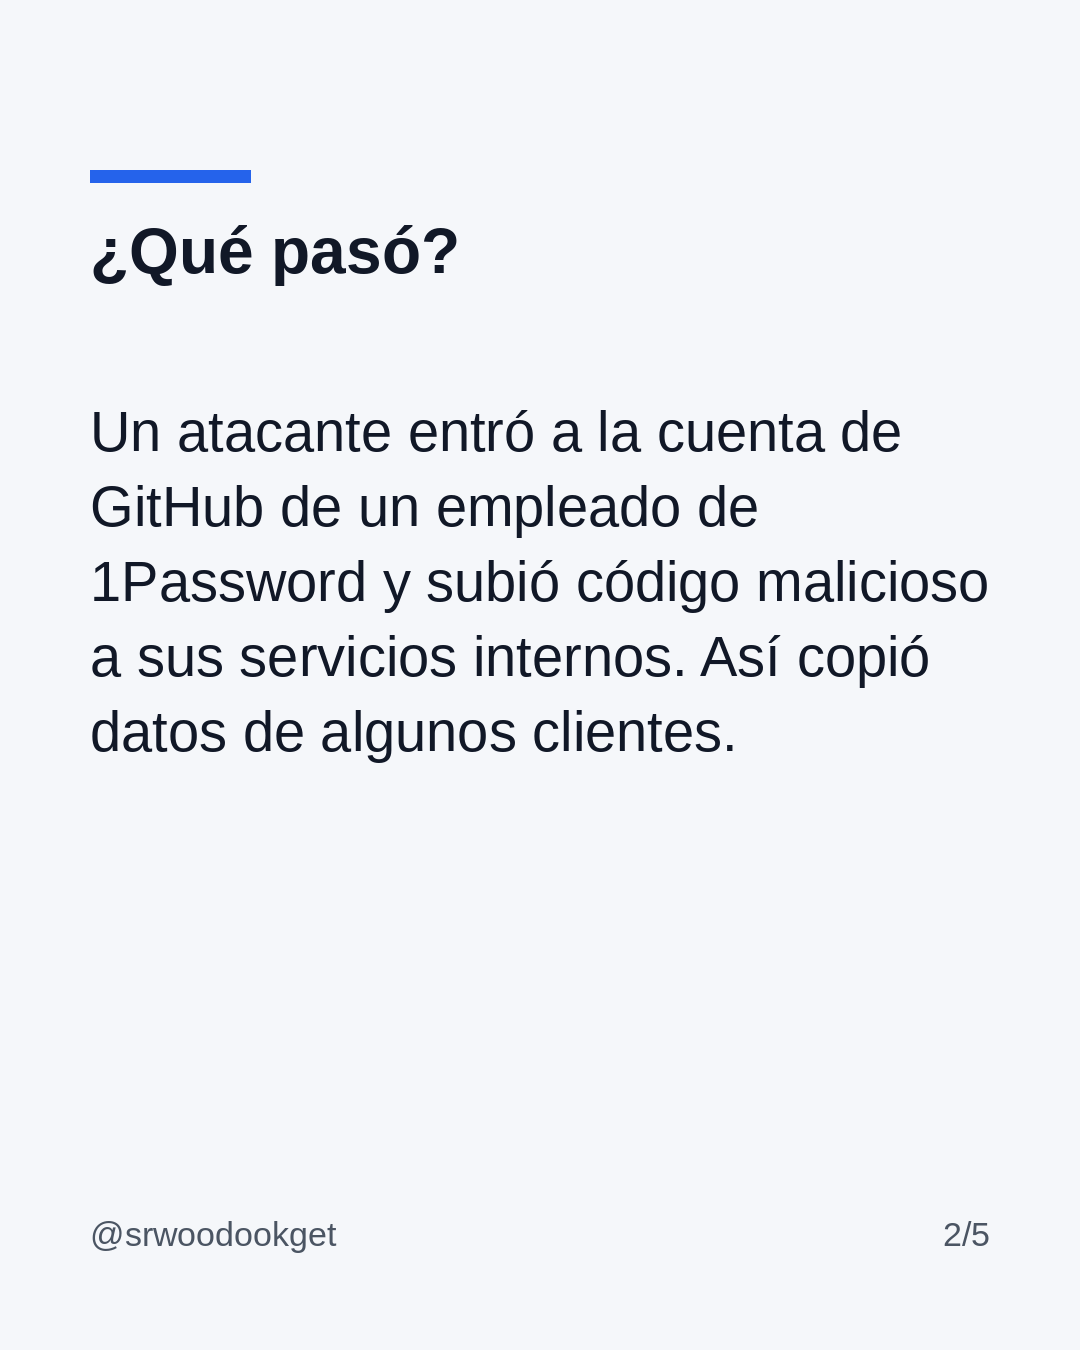 ¿Qué pasó?
Un atacante entró a la cuenta de
GitHub de un empleado de
1Password y subió código malicioso
a sus servicios internos. Así copió
datos de algunos clientes.
@srwoodookget
2/5